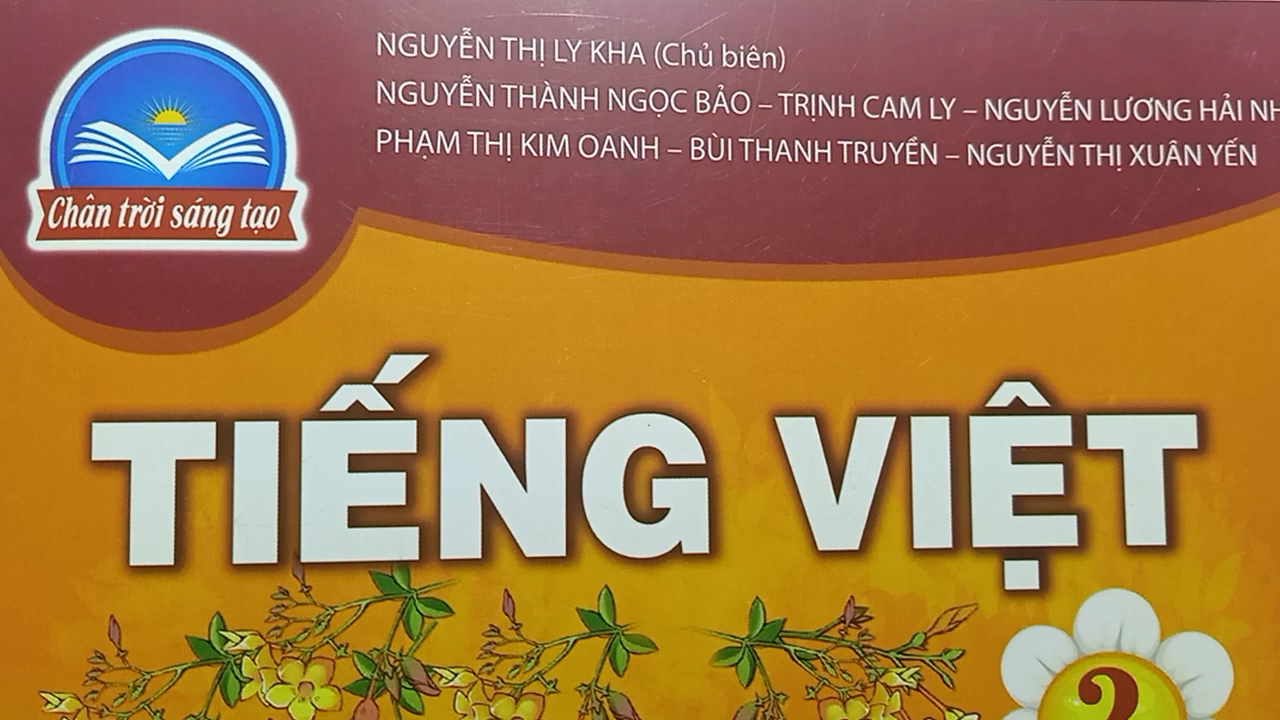 NGUYỄN THỊ LY KHA (Chủ biên)
NGUYỄN THÀNH NGỌC BẢO – TRỊNH CAM LY – NGUYỄN LƯƠNG HẢI
PHẠM THỊ KIM OANH – BÙI THANH TRUYỀN – NGUYỄN THỊ XUÂN YẾN
Chân trời sáng tạo
TIẾNG VIỆT